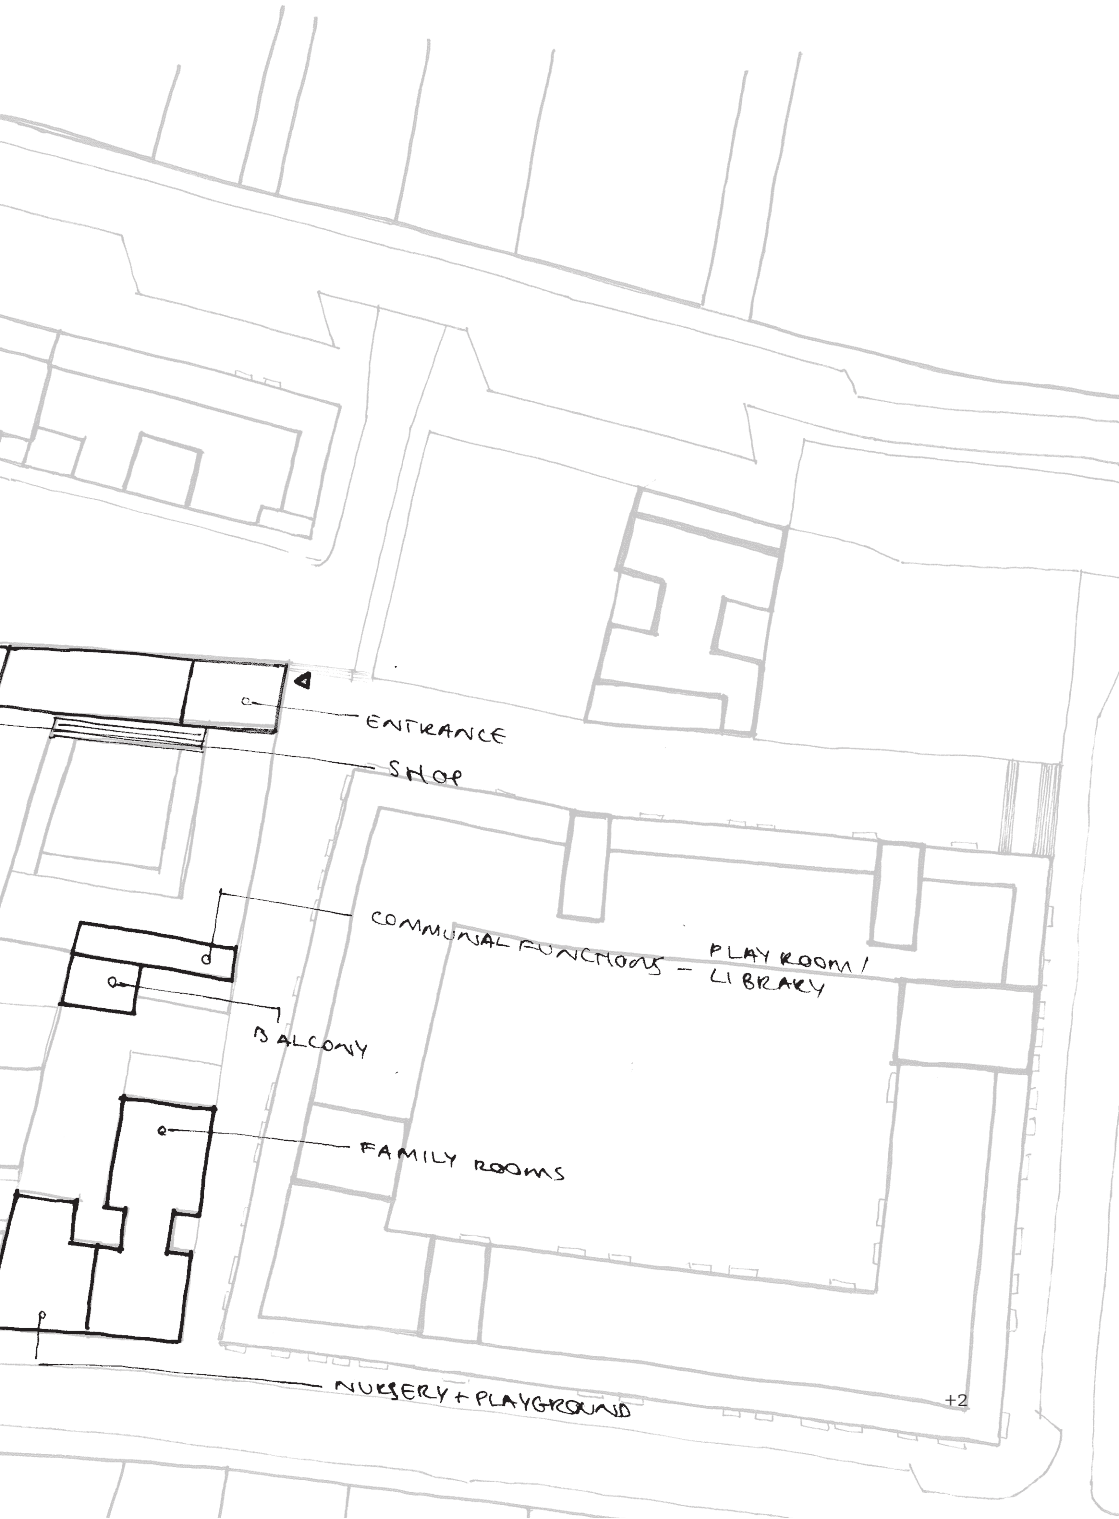 ENTRANCE
SHOP
COMMUNAL FUNCTIONS - PLAYROOM/
LIBRARY
BALCONY
FAMILY ROOMS
NURSERY + PLAYGROUND
+2